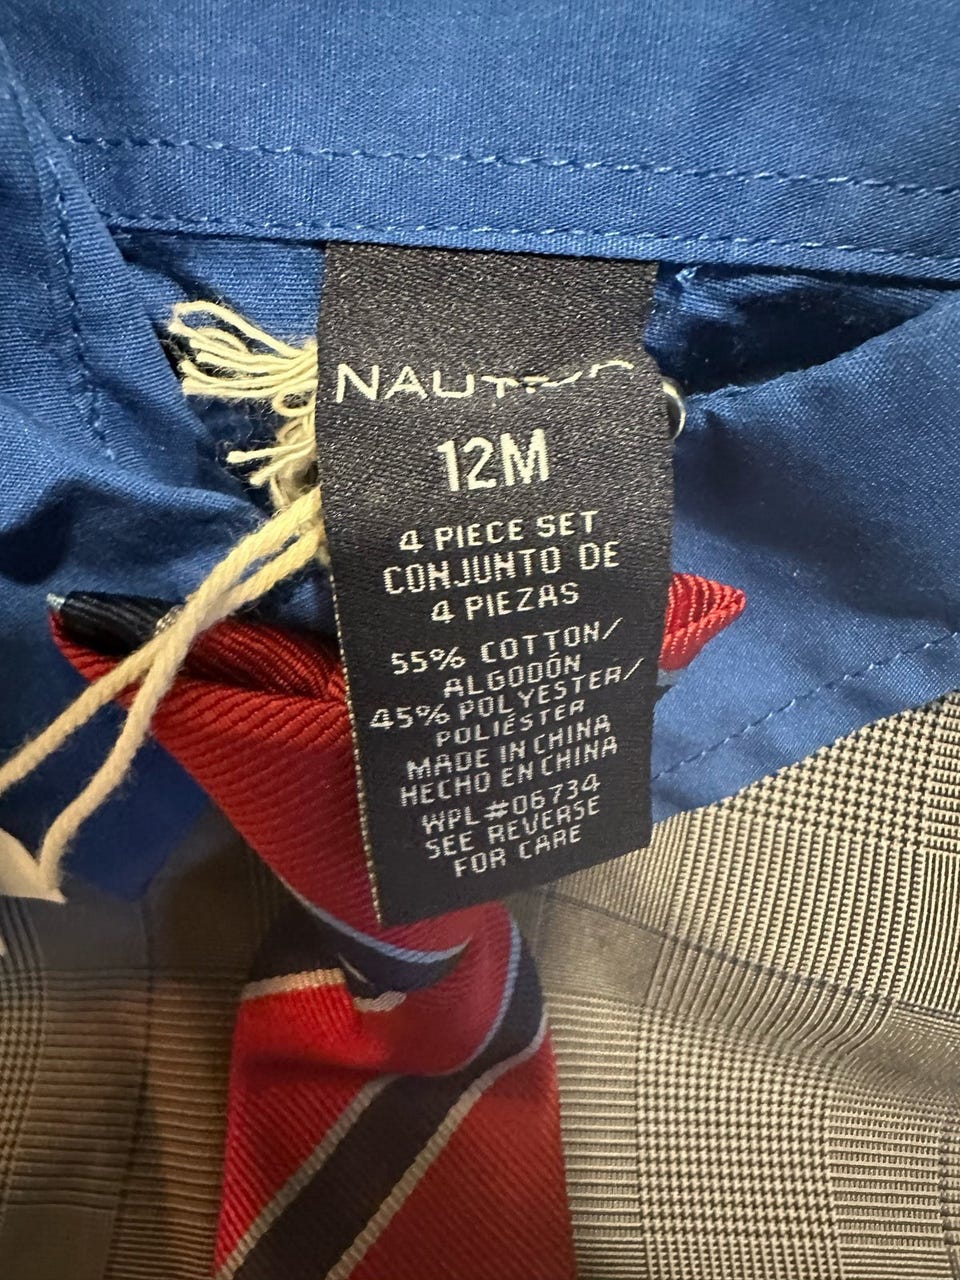 NAUTICA
12M
4 PIECE SET
CONJUNTO DE
4 PIEZAS
55% COTTON/
ALGODÓN
45% POLYESTER/
POLIÉSTER
MADE IN CHINA
HECHO EN CHINA
WPL#06734
SEE REVERSE
FOR CARE